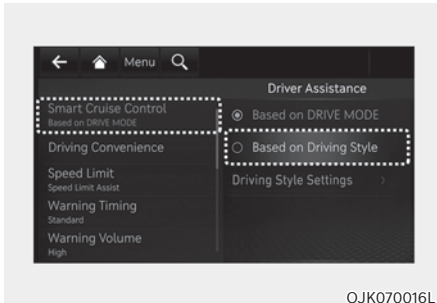 Menu
Driver Assistance
Smart Cruise Control
Based on DRIVE MODE
Driving Convenience
Speed Limit
Speed Limit Assist
Warning Timing
Standard
Warning Volume
High
Based on DRIVE MODE
Based on Driving Style
Driving Style Settings
OJK070016L